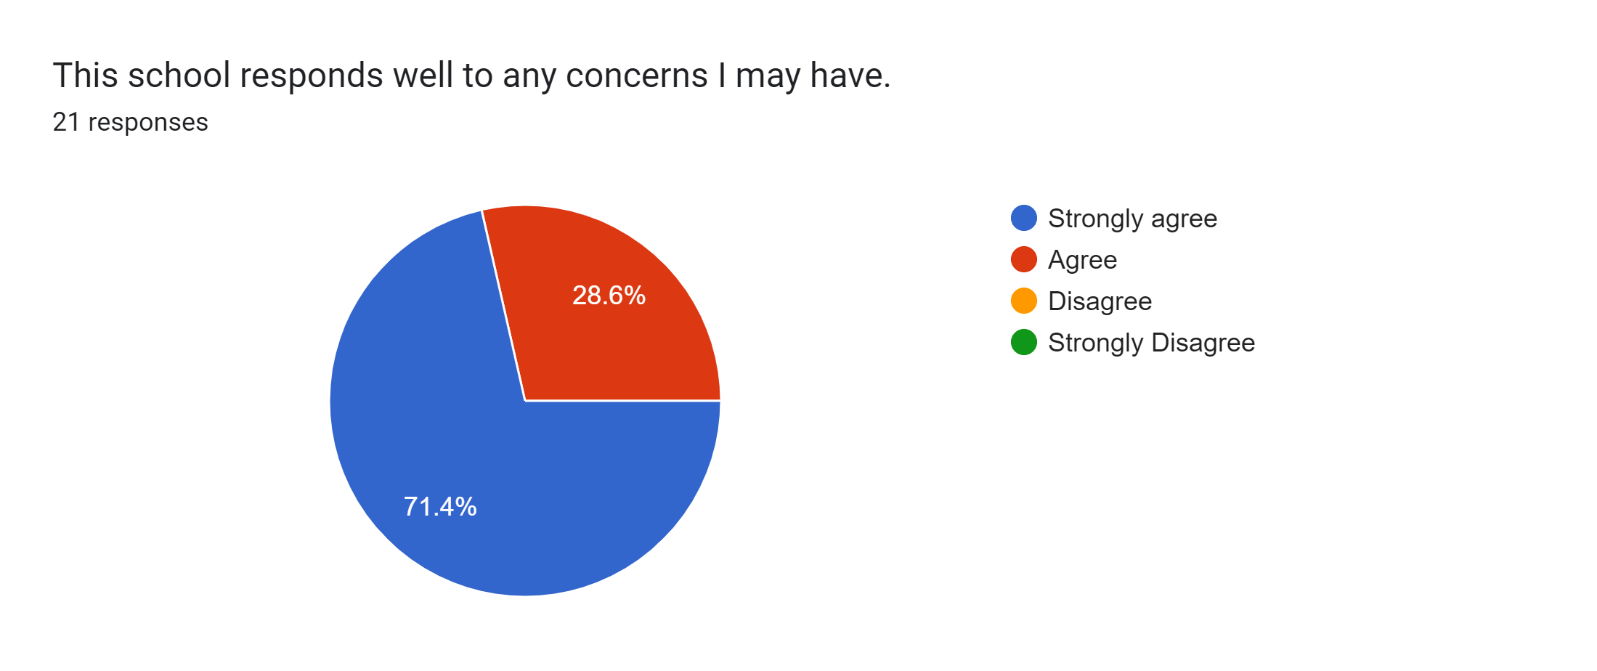 This school responds well to any concerns I may have.
21 responses
Strongly agree
Agree
Disagree
Strongly Disagree
28.6%
71.4%